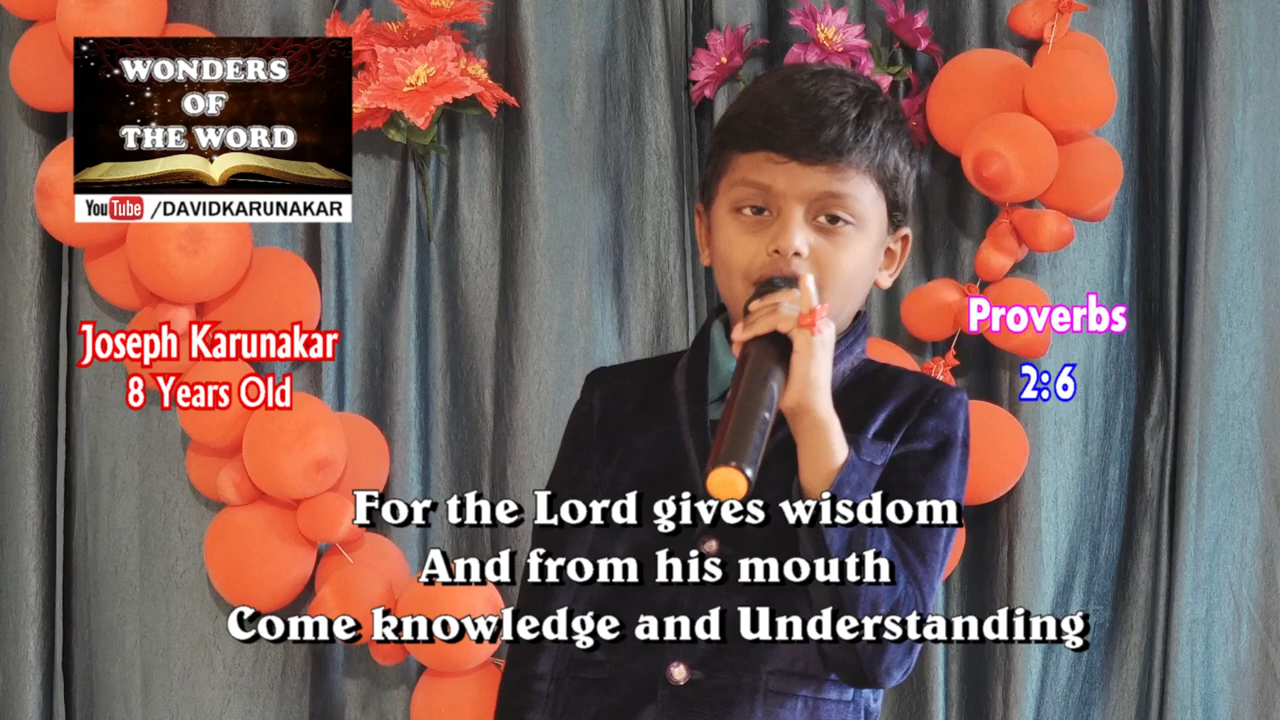 WONDERS
OF
THE WORD
YouTube /DAVIDKARUNAKAR
Joseph Karunakar
8 Years Old
Proverbs
2:6
For the Lord gives wisdom
And from his mouth
Come knowledge and Understanding